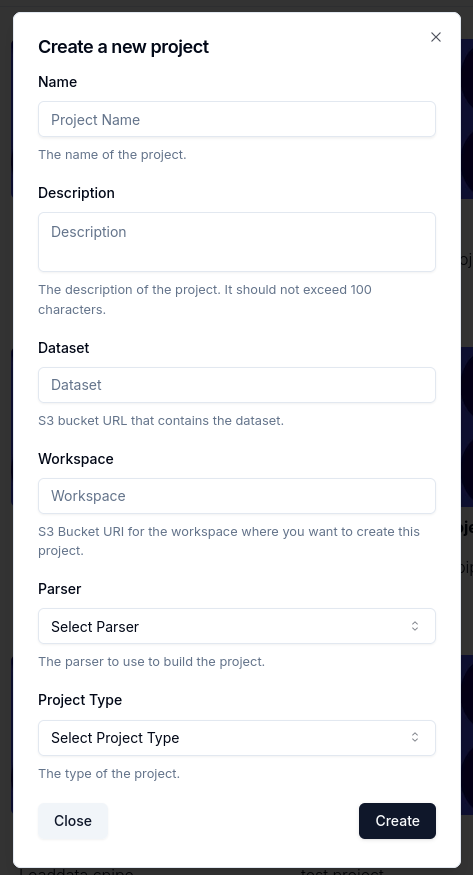 Create a new project
Name
Project Name
The name of the project.
Description
Description
The description of the project. It should not exceed 100
characters.
Dataset
Dataset
S3 bucket URL that contains the dataset.
Workspace
Workspace
S3 Bucket URI for the workspace where you want to create this
project.
Parser
Select Parser
The parser to use to build the project.
Project Type
Select Project Type
The type of the project.
Close
Create
test project